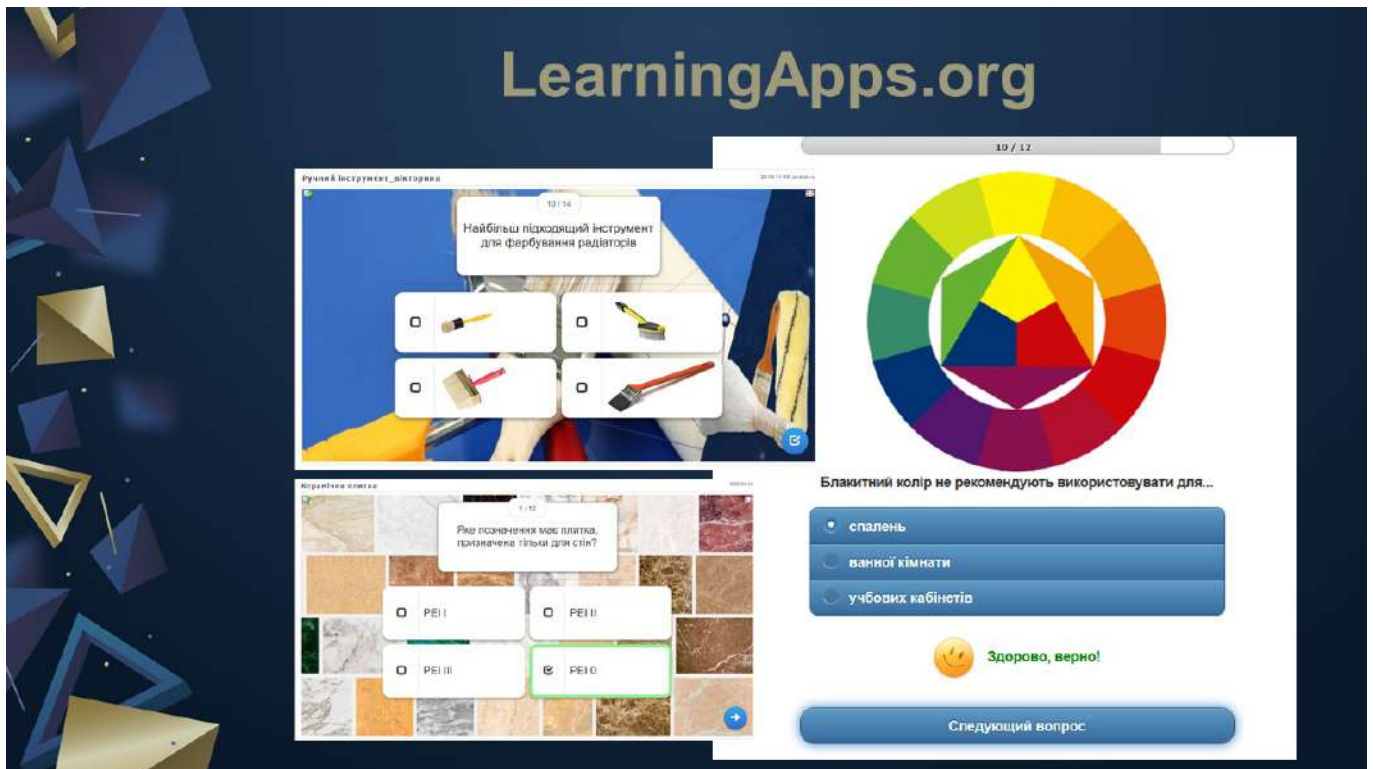 LearningApps.org
Ручний інструмент_вікторина
10 / 14
Найбільш підходящий інструмент
для фарбування радіаторів
Керамічна плитка
1 / 12
Яке позначення має плитка,
призначена тільки для стін?
PEI I
PEI II
PEI III
PEI 0
10 / 12
Блакитний колір не рекомендують використовувати для...
спалень
ванної кімнати
учбових кабінетів
Здорово, верно!
Следующий вопрос